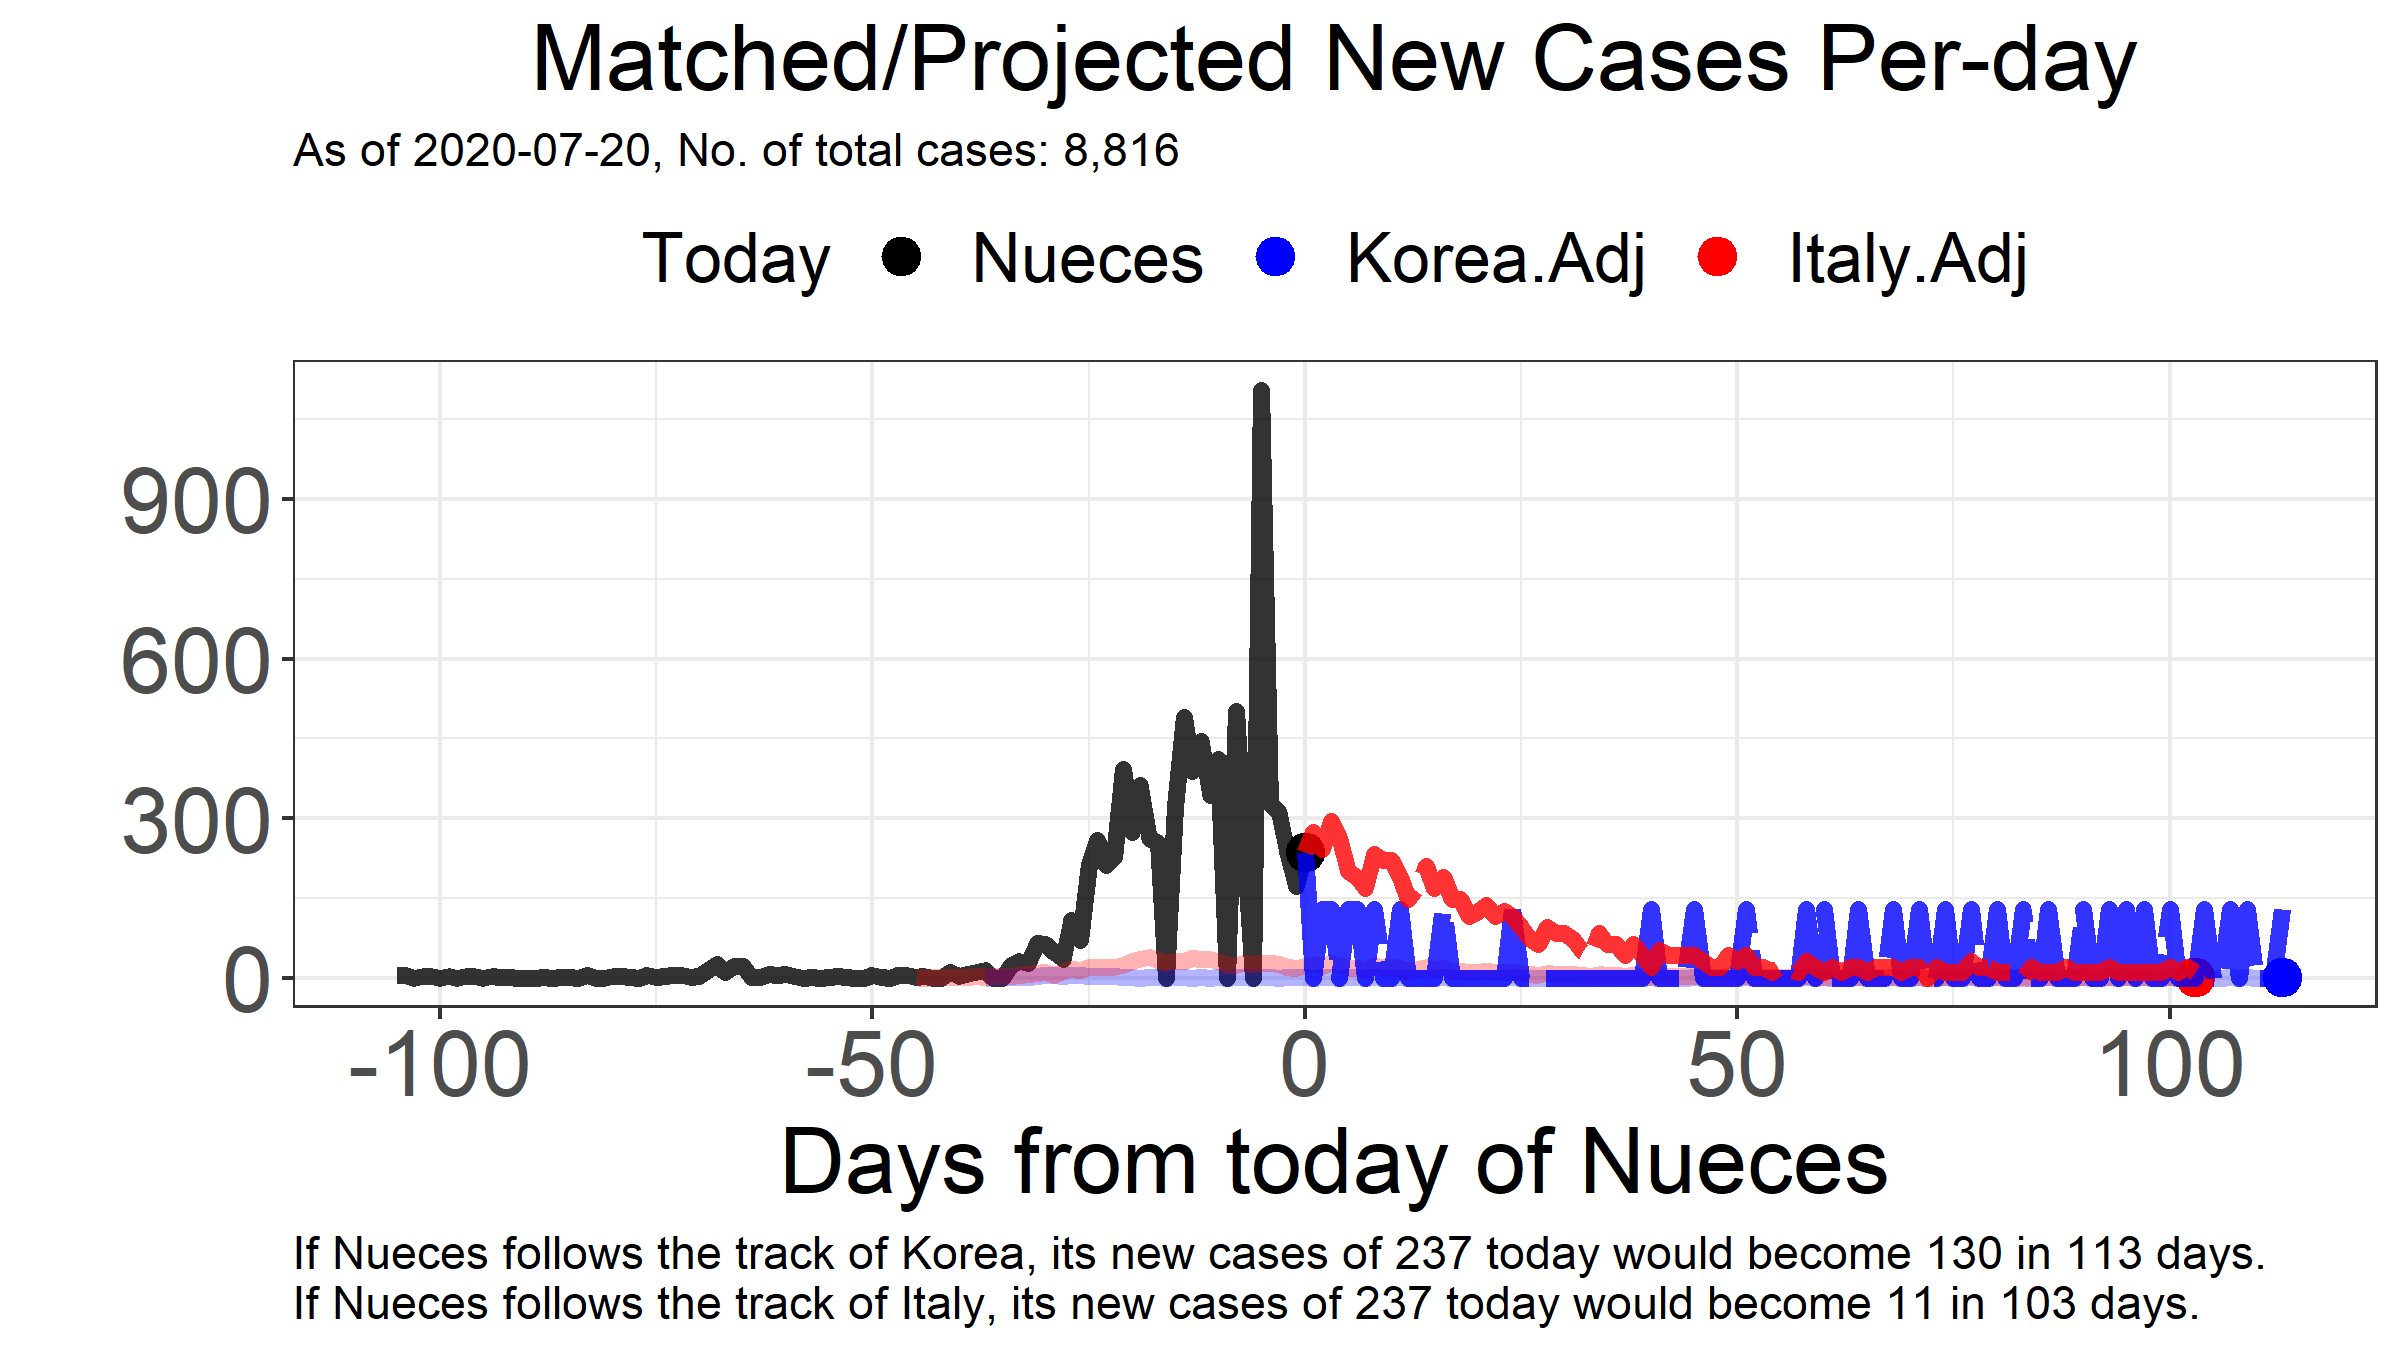 Matched/Projected New Cases Per-day
As of 2020-07-20, No. of total cases: 8,816
Today Nueces Korea.Adj Italy.Adj
900
600
300
0
-100 -50 0 50 100
Days from today of Nueces
If Nueces follows the track of Korea, its new cases of 237 today would become 130 in 113 days.
If Nueces follows the track of Italy, its new cases of 237 today would become 11 in 103 days.